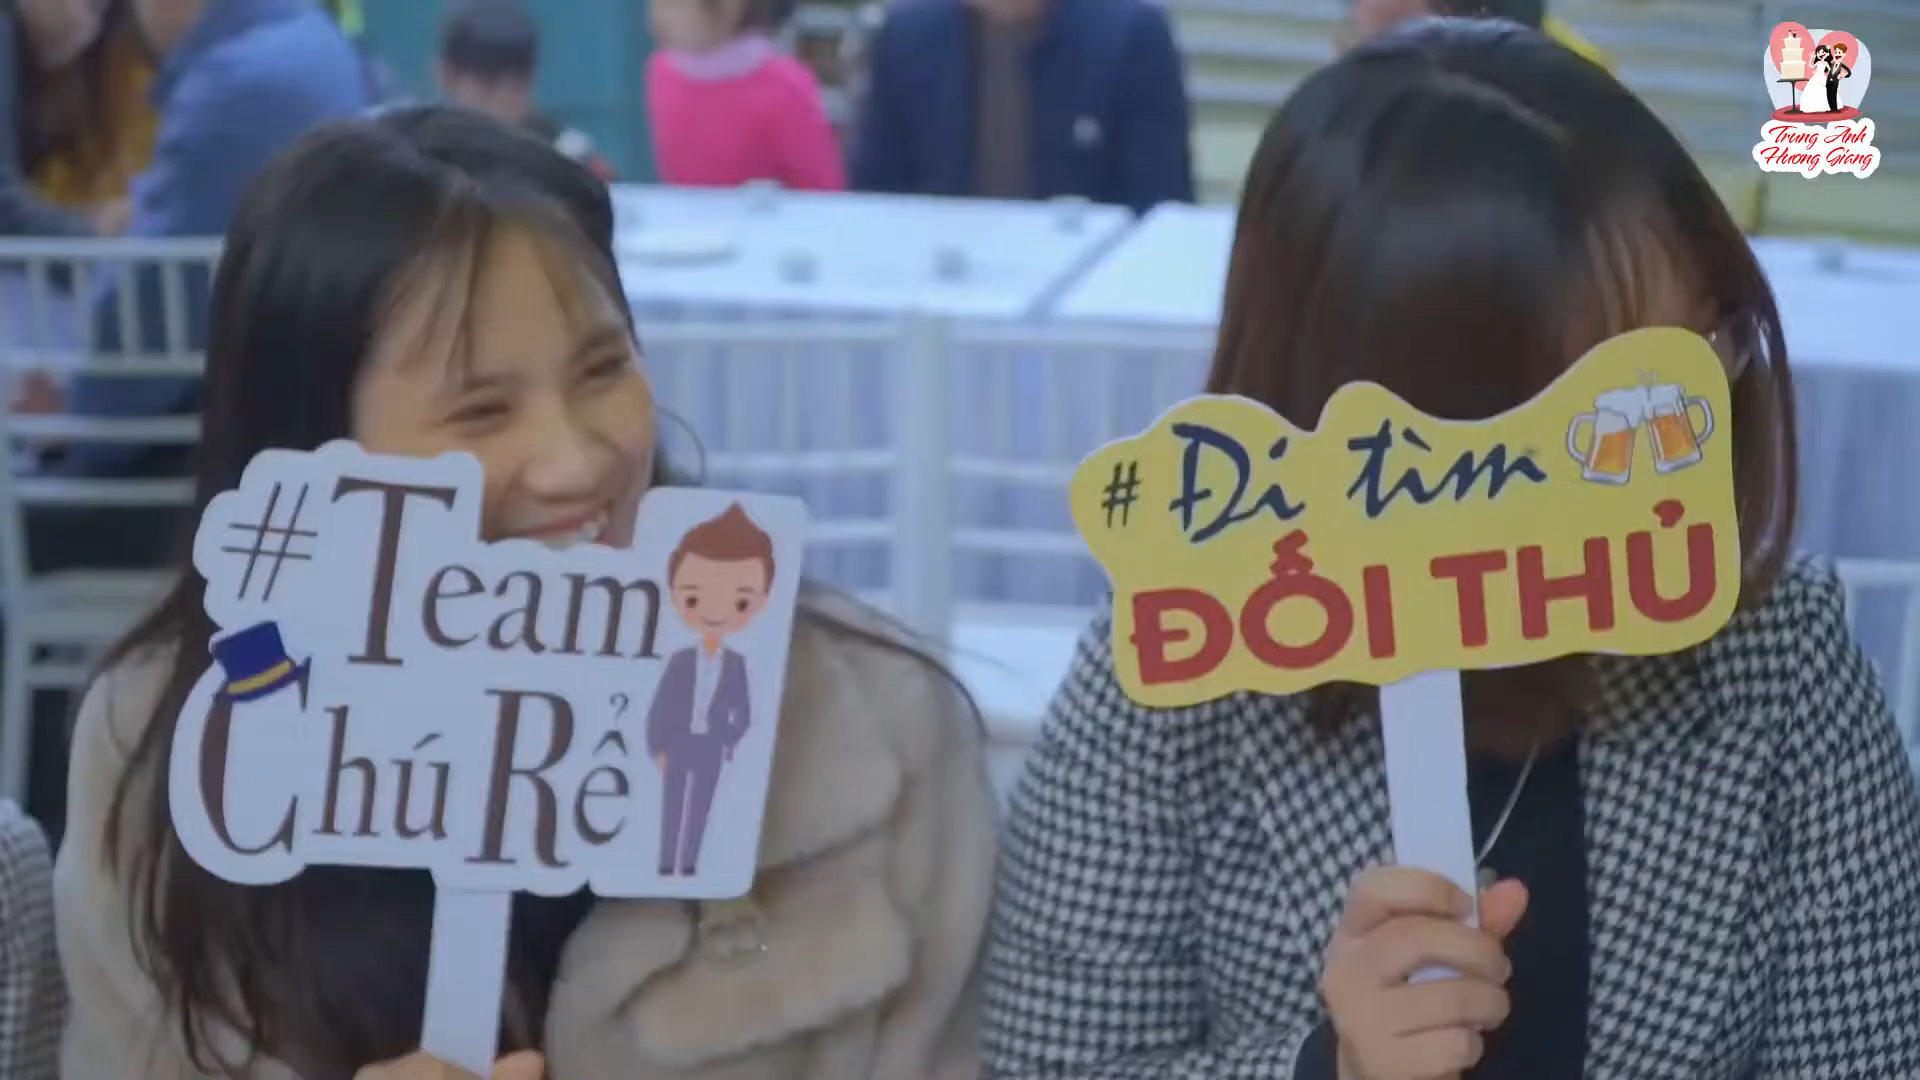 #Team
Chú Rể
# Đi tìm
ĐỐI THỦ
Trung Anh
Hương Giang